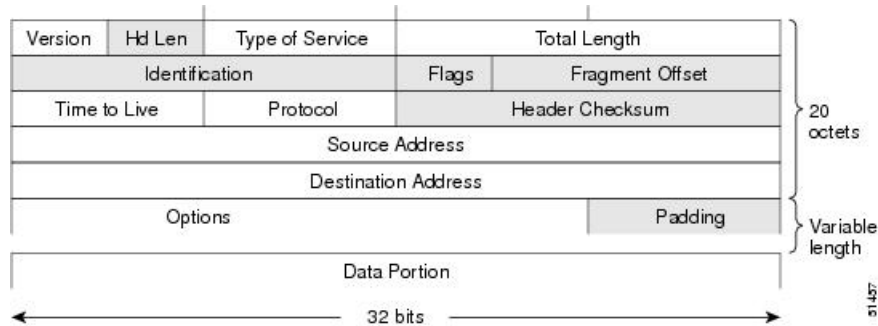 Version Hd Len Type of Service Total Length
Identification Flags Fragment Offset
Time to Live Protocol Header Checksum
20
octets
Source Address
Destination Address
Options Padding
Variable
length
Data Portion
32 bits
51457